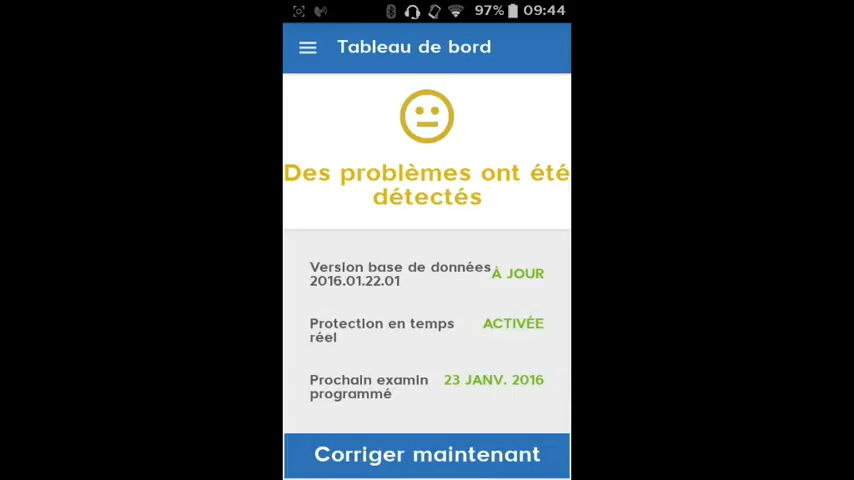 97% 09:44
Tableau de bord
Des problèmes ont été
détectés
Version base de données
2016.01.22.01
À JOUR
Protection en temps
réel
ACTIVÉE
Prochain examin
programmé
23 JANV. 2016
Corriger maintenant